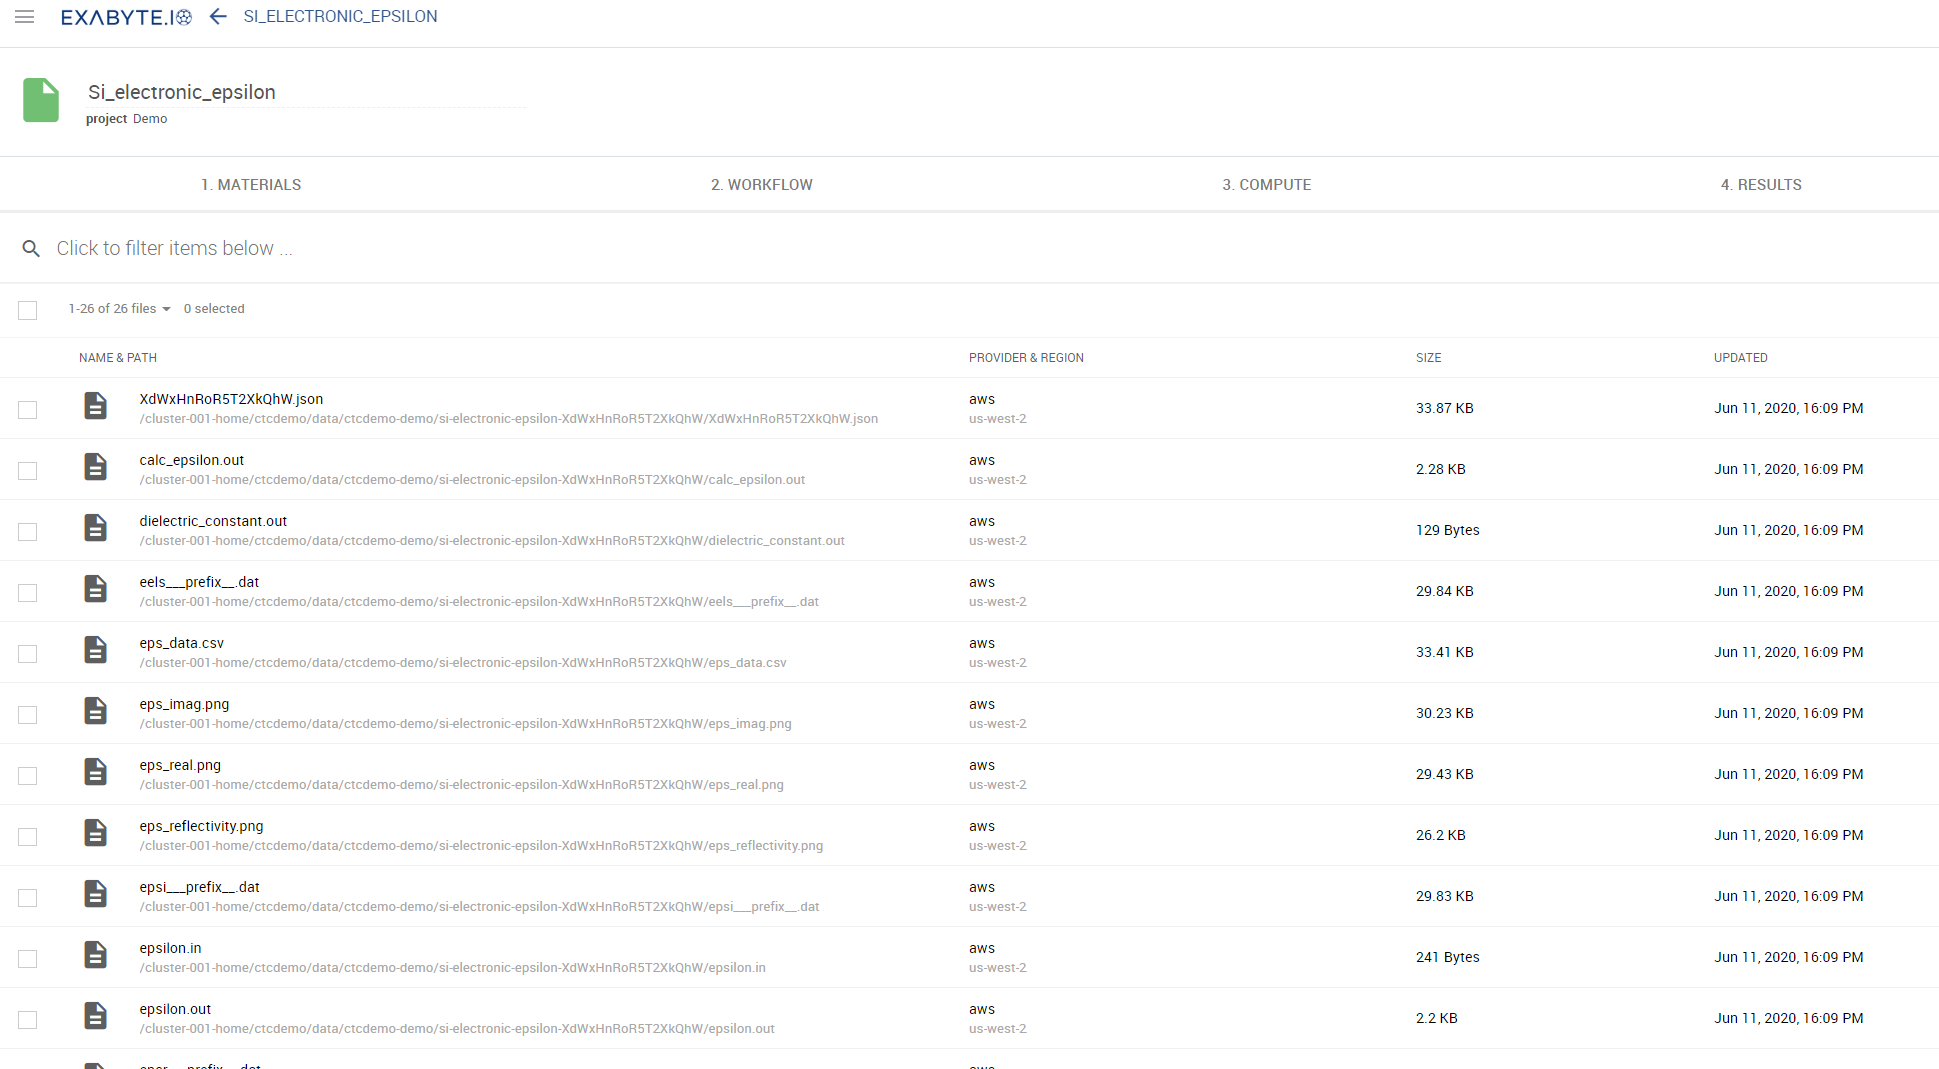 EXABYTE.IO
SI_ELECTRONIC_EPSILON
Si_electronic_epsilon
project Demo
1. MATERIALS 2. WORKFLOW 3. COMPUTE 4. RESULTS
Click to filter items below ...
1-26 of 26 files 0 selected
NAME & PATH PROVIDER & REGION SIZE UPDATED
XdWxHnRoR5T2XkQhW.json aws
/cluster-001-home/ctcdemo/data/ctcdemo-demo/si-electronic-epsilon-XdWxHnRoR5T2XkQhW/XdWxHnRoR5T2XkQhW.json us-west-2
33.87 KB Jun 11, 2020, 16:09 PM
calc_epsilon.out aws
/cluster-001-home/ctcdemo/data/ctcdemo-demo/si-electronic-epsilon-XdWxHnRoR5T2XkQhW/calc_epsilon.out us-west-2
2.28 KB Jun 11, 2020, 16:09 PM
dielectric_constant.out aws
/cluster-001-home/ctcdemo/data/ctcdemo-demo/si-electronic-epsilon-XdWxHnRoR5T2XkQhW/dielectric_constant.out us-west-2
129 Bytes Jun 11, 2020, 16:09 PM
eels___prefix__.dat aws
/cluster-001-home/ctcdemo/data/ctcdemo-demo/si-electronic-epsilon-XdWxHnRoR5T2XkQhW/eels___prefix__.dat us-west-2
29.84 KB Jun 11, 2020, 16:09 PM
eps_data.csv aws
/cluster-001-home/ctcdemo/data/ctcdemo-demo/si-electronic-epsilon-XdWxHnRoR5T2XkQhW/eps_data.csv us-west-2
33.41 KB Jun 11, 2020, 16:09 PM
eps_imag.png aws
/cluster-001-home/ctcdemo/data/ctcdemo-demo/si-electronic-epsilon-XdWxHnRoR5T2XkQhW/eps_imag.png us-west-2
30.23 KB Jun 11, 2020, 16:09 PM
eps_real.png aws
/cluster-001-home/ctcdemo/data/ctcdemo-demo/si-electronic-epsilon-XdWxHnRoR5T2XkQhW/eps_real.png us-west-2
29.43 KB Jun 11, 2020, 16:09 PM
eps_reflectivity.png aws
/cluster-001-home/ctcdemo/data/ctcdemo-demo/si-electronic-epsilon-XdWxHnRoR5T2XkQhW/eps_reflectivity.png us-west-2
26.2 KB Jun 11, 2020, 16:09 PM
epsi___prefix__.dat aws
/cluster-001-home/ctcdemo/data/ctcdemo-demo/si-electronic-epsilon-XdWxHnRoR5T2XkQhW/epsi___prefix__.dat us-west-2
29.83 KB Jun 11, 2020, 16:09 PM
epsilon.in aws
/cluster-001-home/ctcdemo/data/ctcdemo-demo/si-electronic-epsilon-XdWxHnRoR5T2XkQhW/epsilon.in us-west-2
241 Bytes Jun 11, 2020, 16:09 PM
epsilon.out aws
/cluster-001-home/ctcdemo/data/ctcdemo-demo/si-electronic-epsilon-XdWxHnRoR5T2XkQhW/epsilon.out us-west-2
2.2 KB Jun 11, 2020, 16:09 PM